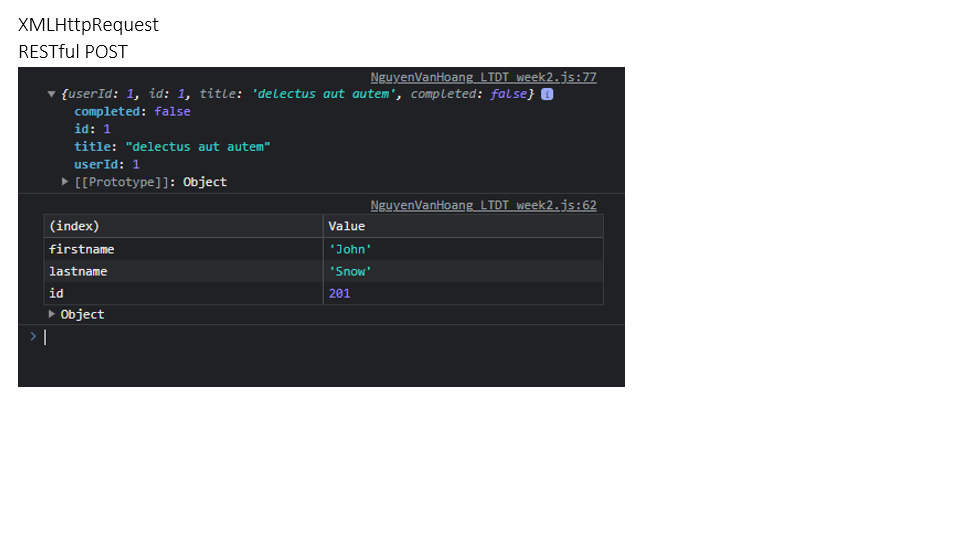 XMLHttpRequest
RESTful POST
NguyenVanHoang_LTDT_week2.js:77
{userId: 1, id: 1, title: 'delectus aut autem', completed: false} i
completed: false
id: 1
title: "delectus aut autem"
userId: 1
[[Prototype]]: Object
NguyenVanHoang_LTDT_week2.js:62
(index) Value
firstname 'John'
lastname 'Snow'
id 201
Object